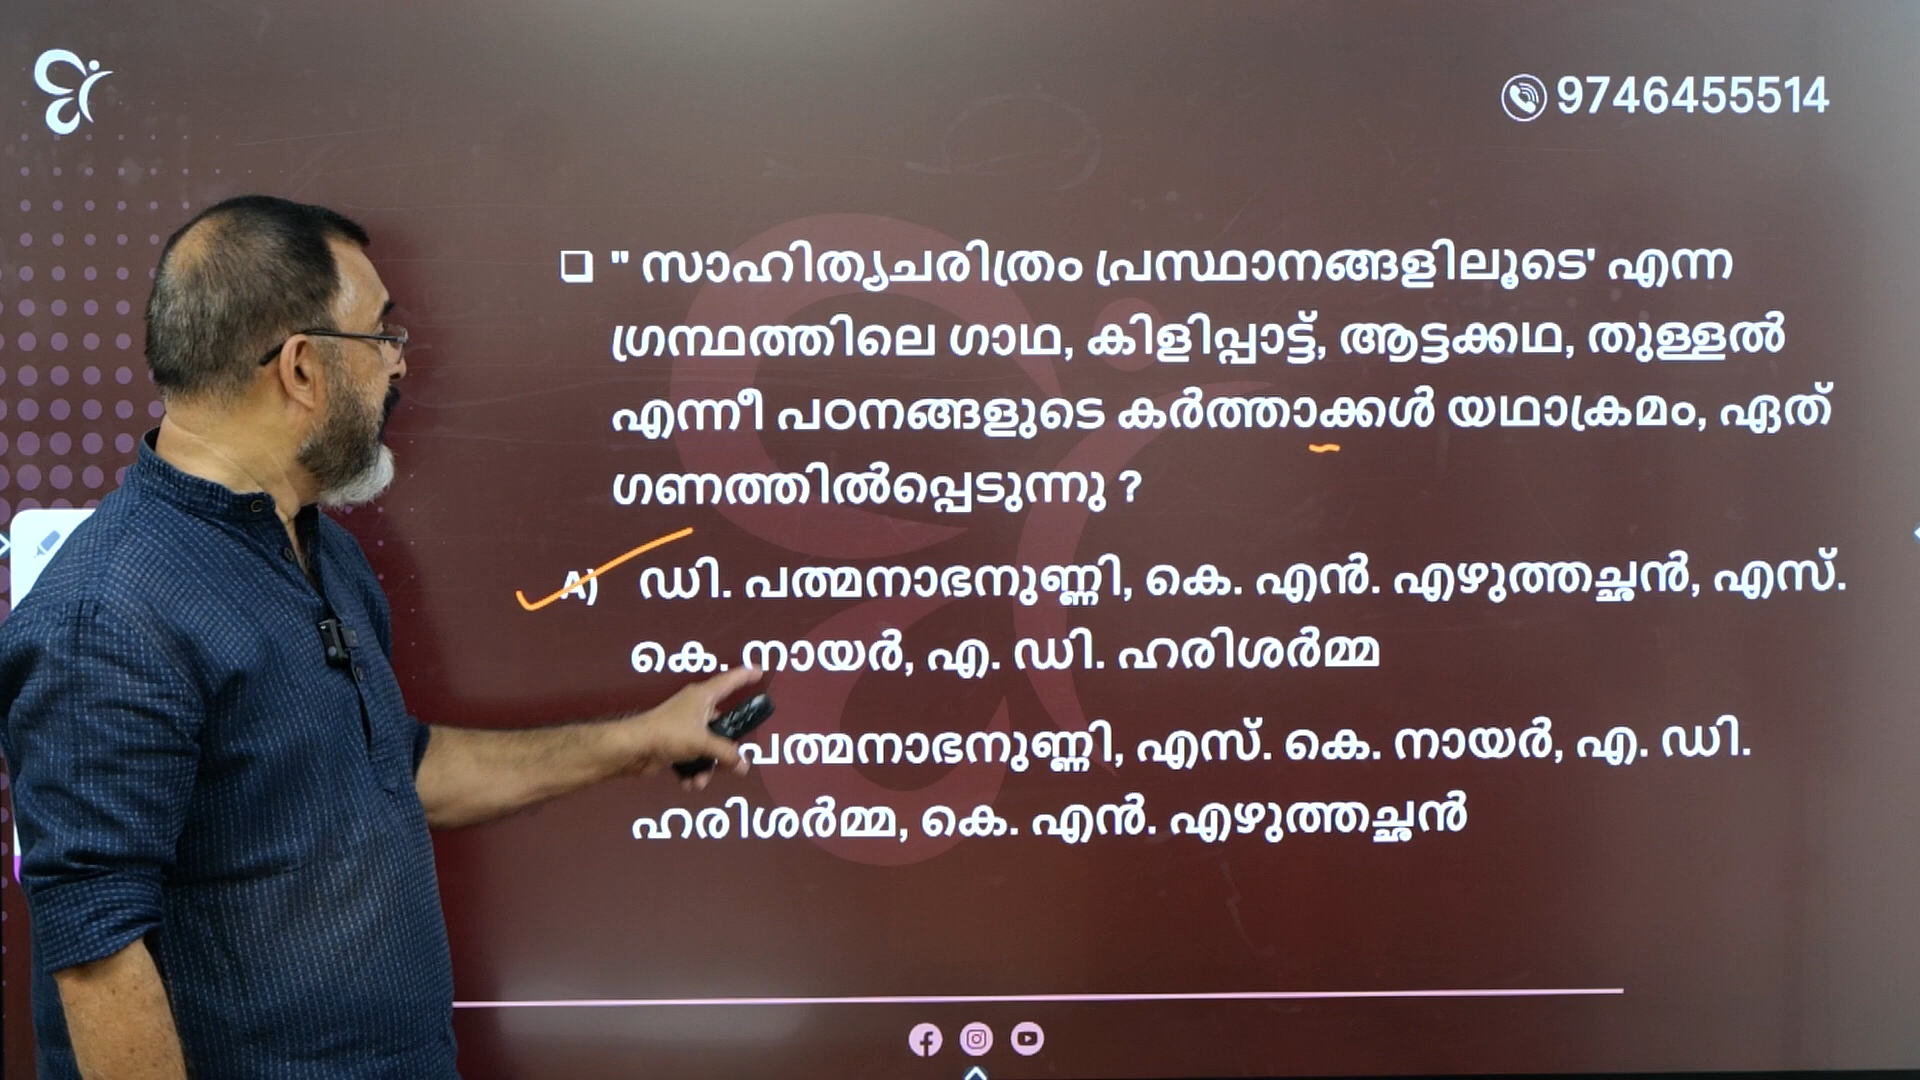 9746455514
" സാഹിത്യചരിത്രം പ്രസ്ഥാനങ്ങളിലൂടെ' എന്ന
ഗ്രന്ഥത്തിലെ ഗാഥ, കിളിപ്പാട്ട്, ആട്ടക്കഥ, തുള്ളൽ
എന്നീ പഠനങ്ങളുടെ കർത്താക്കൾ യഥാക്രമം, ഏത്
ഗണത്തിൽപ്പെടുന്നു ?
A) ഡി. പത്മനാഭനുണ്ണി, കെ. എൻ. എഴുത്തച്ഛൻ, എസ്.
കെ. നായർ, എ. ഡി. ഹരിശർമ്മ
പത്മനാഭനുണ്ണി, എസ്. കെ. നായർ, എ. ഡി.
ഹരിശർമ്മ, കെ. എൻ. എഴുത്തച്ഛൻ